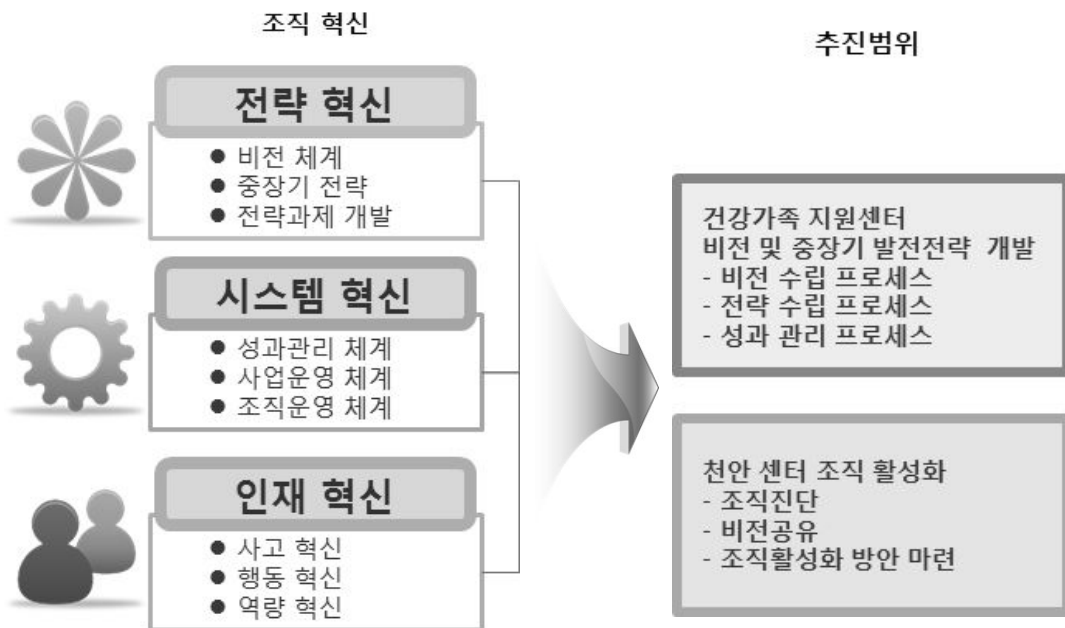 조직 혁신
전략 혁신
● 비전 체계
● 중장기 전략
● 전략과제 개발
시스템 혁신
● 성과관리 체계
● 사업운영 체계
● 조직운영 체계
인재 혁신
● 사고 혁신
● 행동 혁신
● 역량 혁신
추진범위
건강가족 지원센터
비전 및 중장기 발전전략 개발
- 비전 수립 프로세스
- 전략 수립 프로세스
- 성과 관리 프로세스
천안 센터 조직 활성화
- 조직진단
- 비전공유
- 조직활성화 방안 마련